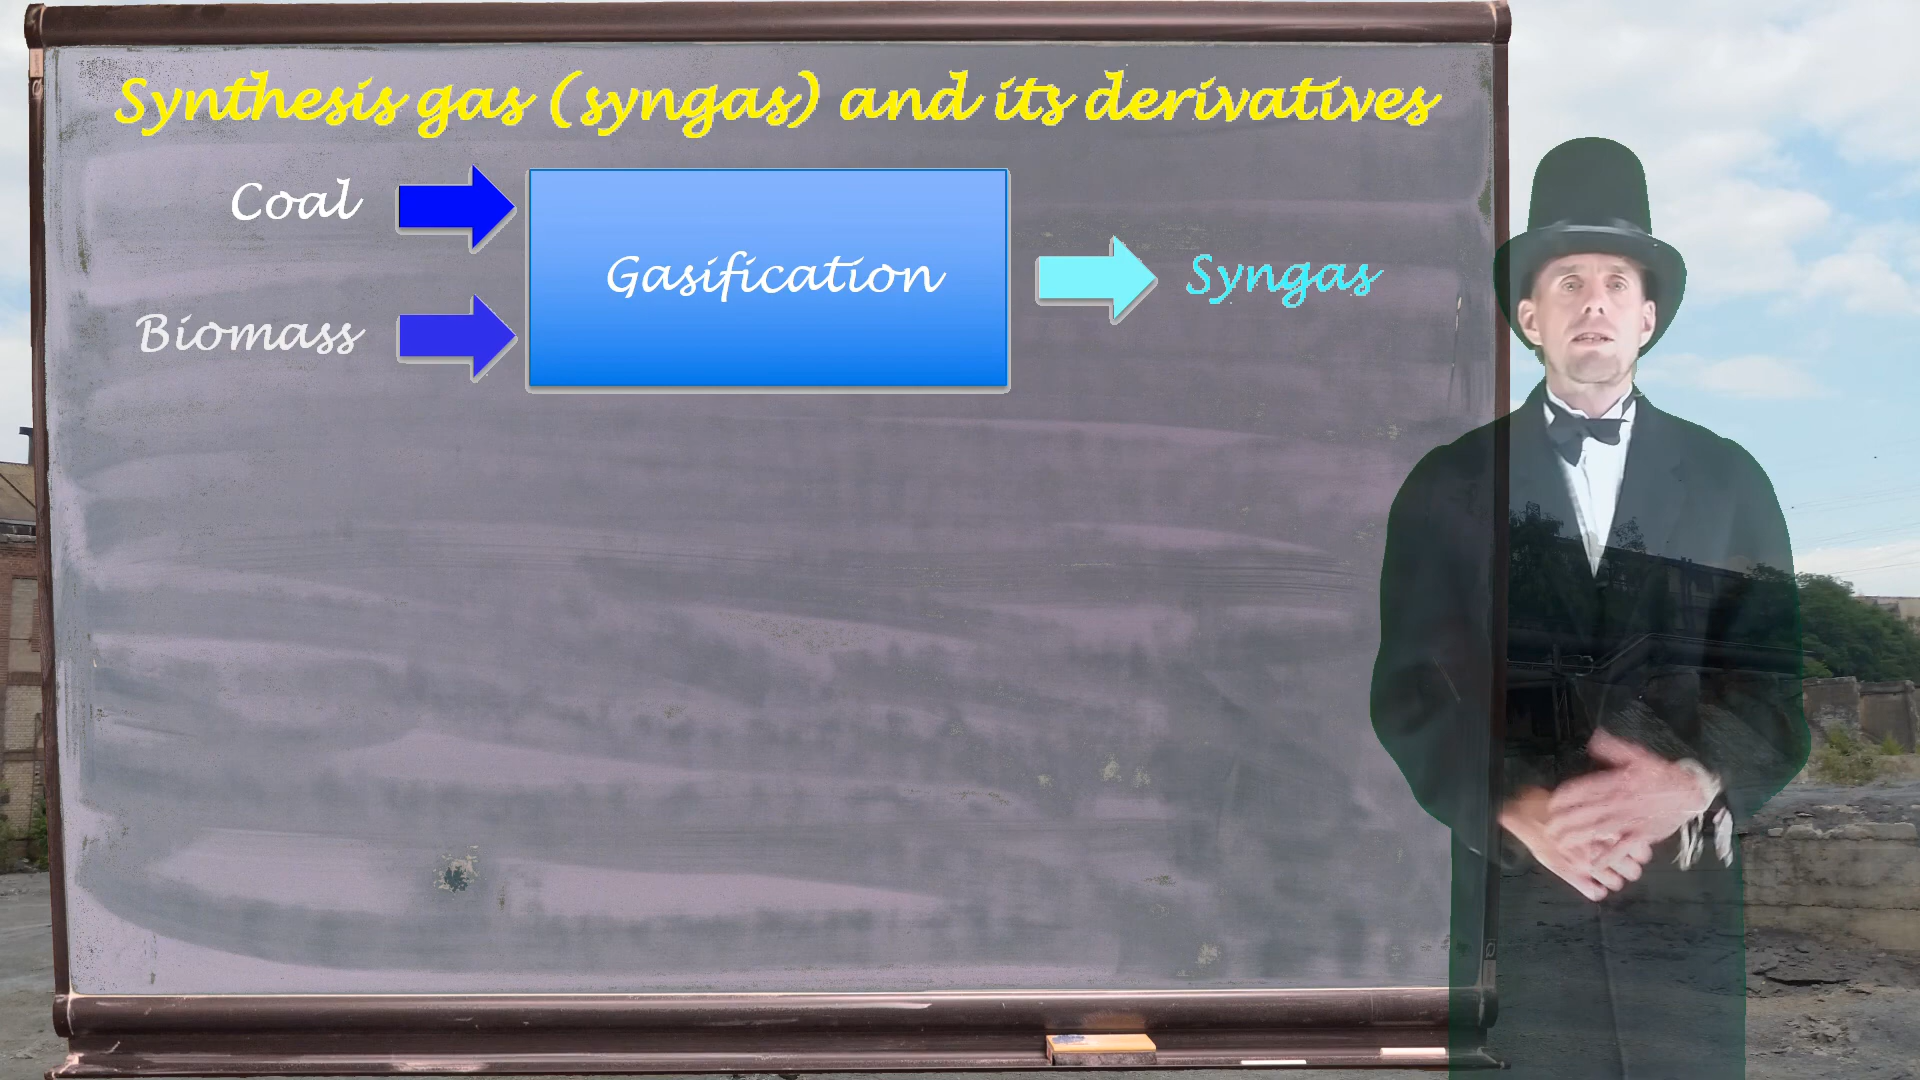 Synthesis gas (syngas) and its derivatives
Coal
Gasification
Syngas
Biomass